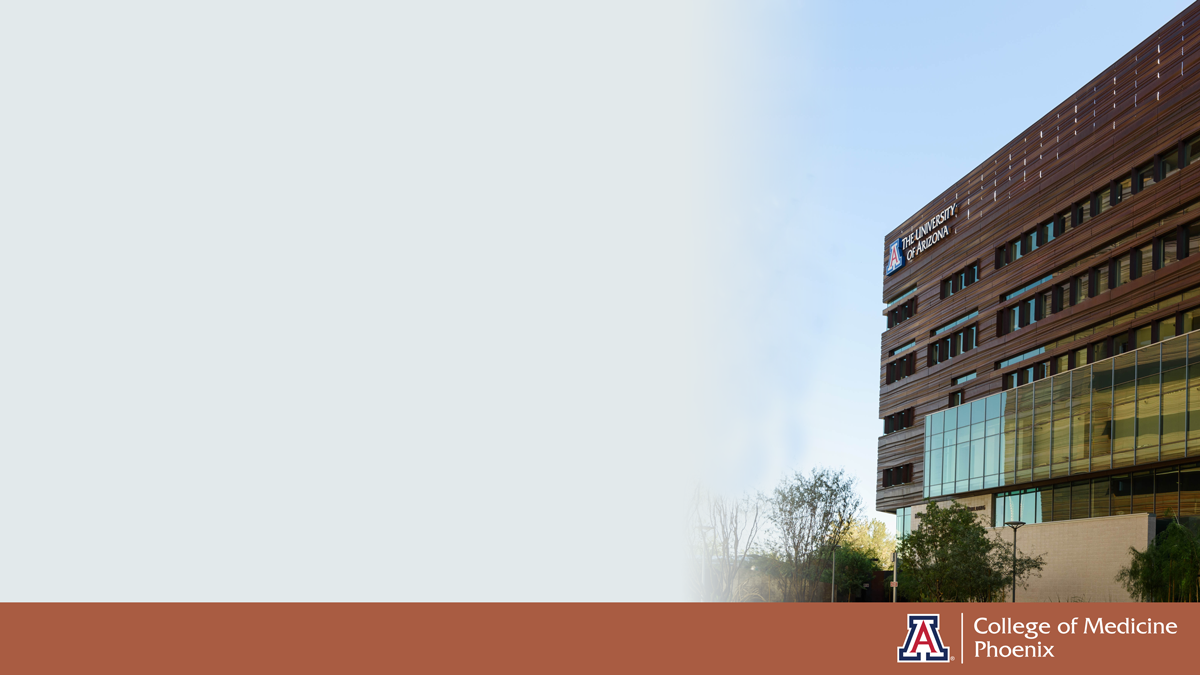 THE UNIVERSITY
OF ARIZONA
A
College of Medicine
Phoenix